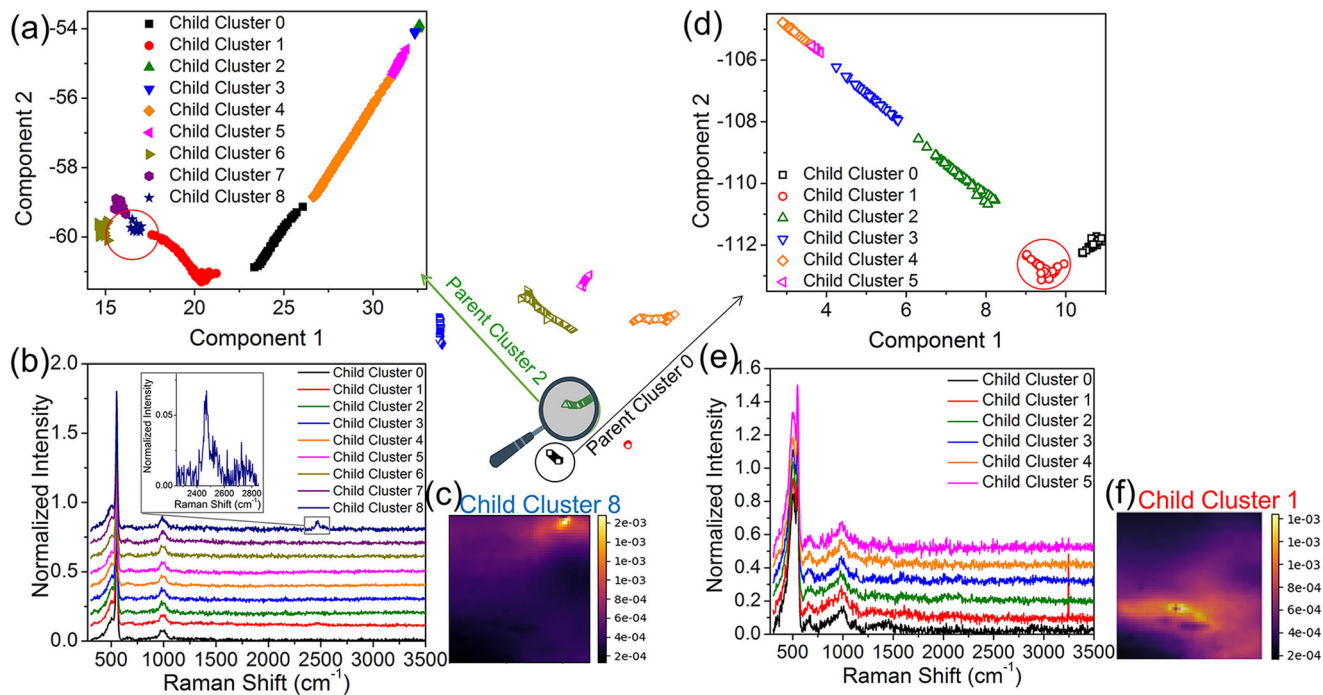 (a)
-54
-56
-58
-60
Component 2
15
20
25
30
Component 1
Child Cluster 0
Child Cluster 1
Child Cluster 2
Child Cluster 3
Child Cluster 4
Child Cluster 5
Child Cluster 6
Child Cluster 7
Child Cluster 8
(d)
-106
-108
-110
-112
Component 2
4
6
8
10
Component 1
Child Cluster 0
Child Cluster 1
Child Cluster 2
Child Cluster 3
Child Cluster 4
Child Cluster 5
Parent Cluster 2
Parent Cluster 0
(b)
2.0
1.5
1.0
0.5
0.0
Normalized Intensity
500
1000
1500
2000
2500
3000
3500
Raman Shift (cm⁻¹)
0.05
0.00
Normalized Intensity
2400
2600
2800
Raman Shift (cm⁻¹)
Child Cluster 0
Child Cluster 1
Child Cluster 2
Child Cluster 3
Child Cluster 4
Child Cluster 5
Child Cluster 6
Child Cluster 7
Child Cluster 8
(c)
Child Cluster 8
2e-03
1e-03
1e-03
1e-03
8e-04
6e-04
4e-04
2e-04
(e)
1.6
1.4
1.2
1.0
0.8
0.6
0.4
0.2
0.0
Normalized Intensity
500
1000
1500
2000
2500
3000
3500
Raman Shift (cm⁻¹)
Child Cluster 0
Child Cluster 1
Child Cluster 2
Child Cluster 3
Child Cluster 4
Child Cluster 5
(f)
Child Cluster 1
1e-03
1e-03
8e-04
6e-04
4e-04
2e-04